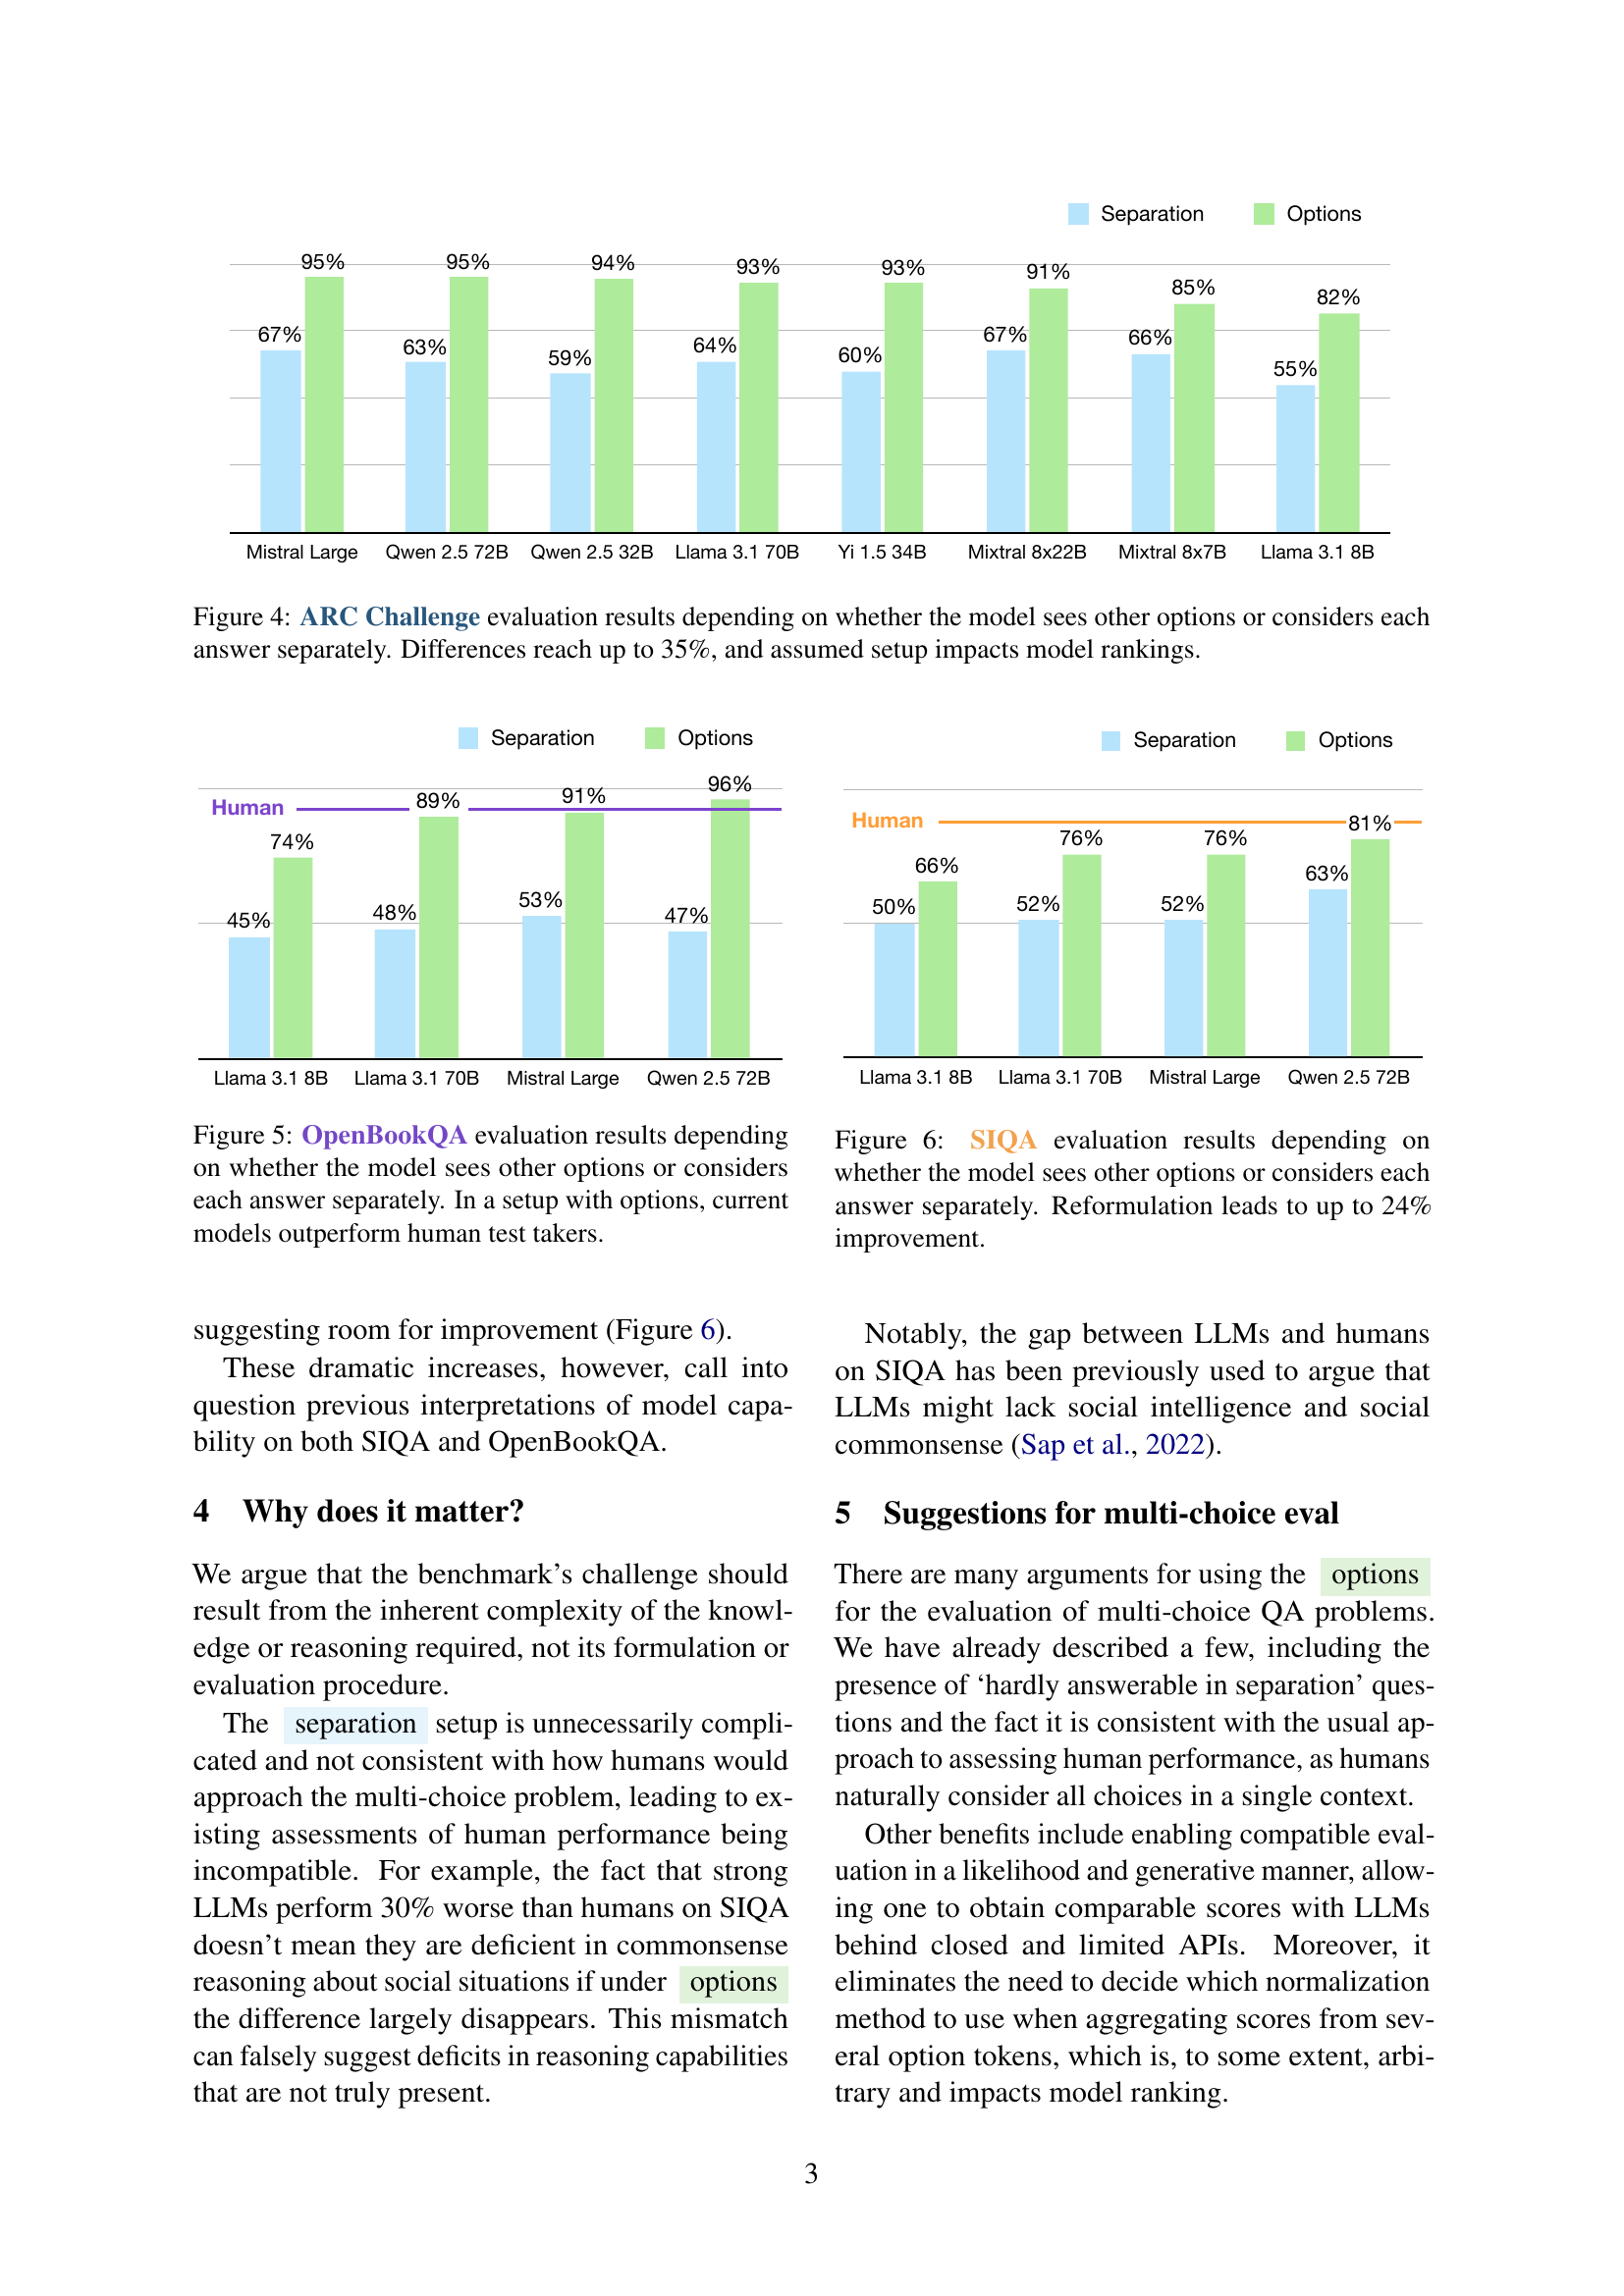 Separation Options
95% 95% 94% 93% 93% 91% 85% 82%
67% 63% 59% 64% 60% 67% 66% 55%
Mistral Large Qwen 2.5 72B Qwen 2.5 32B Llama 3.1 70B Yi 1.5 34B Mixtral 8x22B Mixtral 8x7B Llama 3.1 8B
Figure 4: ARC Challenge evaluation results depending on whether the model sees other options or considers each
answer separately. Differences reach up to 35%, and assumed setup impacts model rankings.
Separation Options
Human
74% 89% 91% 96%
45% 48% 53% 47%
Llama 3.1 8B Llama 3.1 70B Mistral Large Qwen 2.5 72B
Figure 5: OpenBookQA evaluation results depending
on whether the model sees other options or considers
each answer separately. In a setup with options, current
models outperform human test takers.
Separation Options
Human
66% 76% 76% 81%
50% 52% 52% 63%
Llama 3.1 8B Llama 3.1 70B Mistral Large Qwen 2.5 72B
Figure 6: SIQA evaluation results depending on
whether the model sees other options or considers each
answer separately. Reformulation leads to up to 24%
improvement.
suggesting room for improvement (Figure 6).
These dramatic increases, however, call into
question previous interpretations of model capa-
bility on both SIQA and OpenBookQA.
4 Why does it matter?
We argue that the benchmark's challenge should
result from the inherent complexity of the knowl-
edge or reasoning required, not its formulation or
evaluation procedure.
The separation setup is unnecessarily compli-
cated and not consistent with how humans would
approach the multi-choice problem, leading to ex-
isting assessments of human performance being
incompatible. For example, the fact that strong
LLMs perform 30% worse than humans on SIQA
doesn't mean they are deficient in commonsense
reasoning about social situations if under options
the difference largely disappears. This mismatch
can falsely suggest deficits in reasoning capabilities
that are not truly present.
Notably, the gap between LLMs and humans
on SIQA has been previously used to argue that
LLMs might lack social intelligence and social
commonsense (Sap et al., 2022).
5 Suggestions for multi-choice eval
There are many arguments for using the options
for the evaluation of multi-choice QA problems.
We have already described a few, including the
presence of 'hardly answerable in separation' ques-
tions and the fact it is consistent with the usual ap-
proach to assessing human performance, as humans
naturally consider all choices in a single context.
Other benefits include enabling compatible eval-
uation in a likelihood and generative manner, allow-
ing one to obtain comparable scores with LLMs
behind closed and limited APIs. Moreover, it
eliminates the need to decide which normalization
method to use when aggregating scores from sev-
eral option tokens, which is, to some extent, arbi-
trary and impacts model ranking.
3